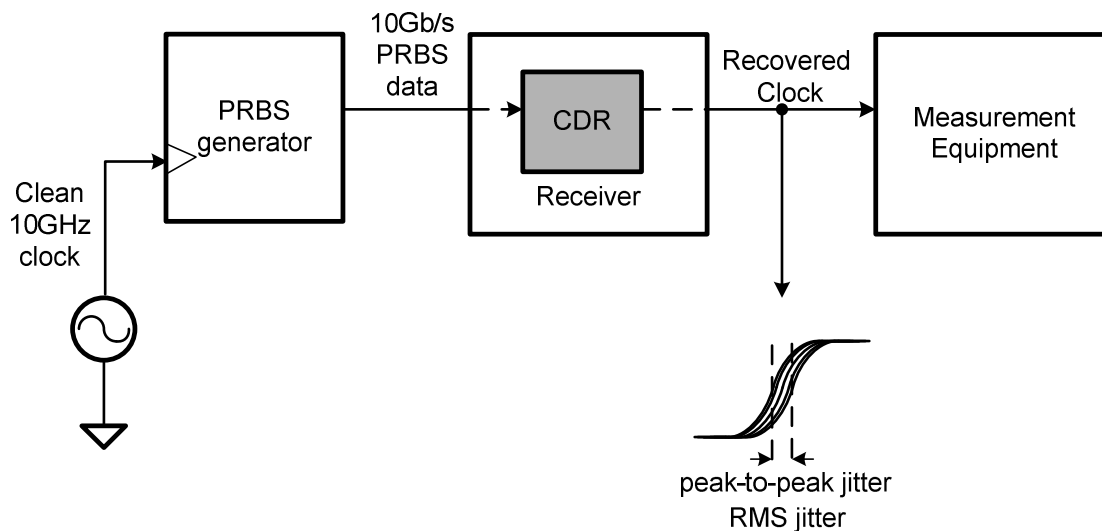 10Gb/s
PRBS
data
PRBS
generator
CDR
Receiver
Recovered
Clock
Measurement
Equipment
Clean
10GHz
clock
peak-to-peak jitter
RMS jitter